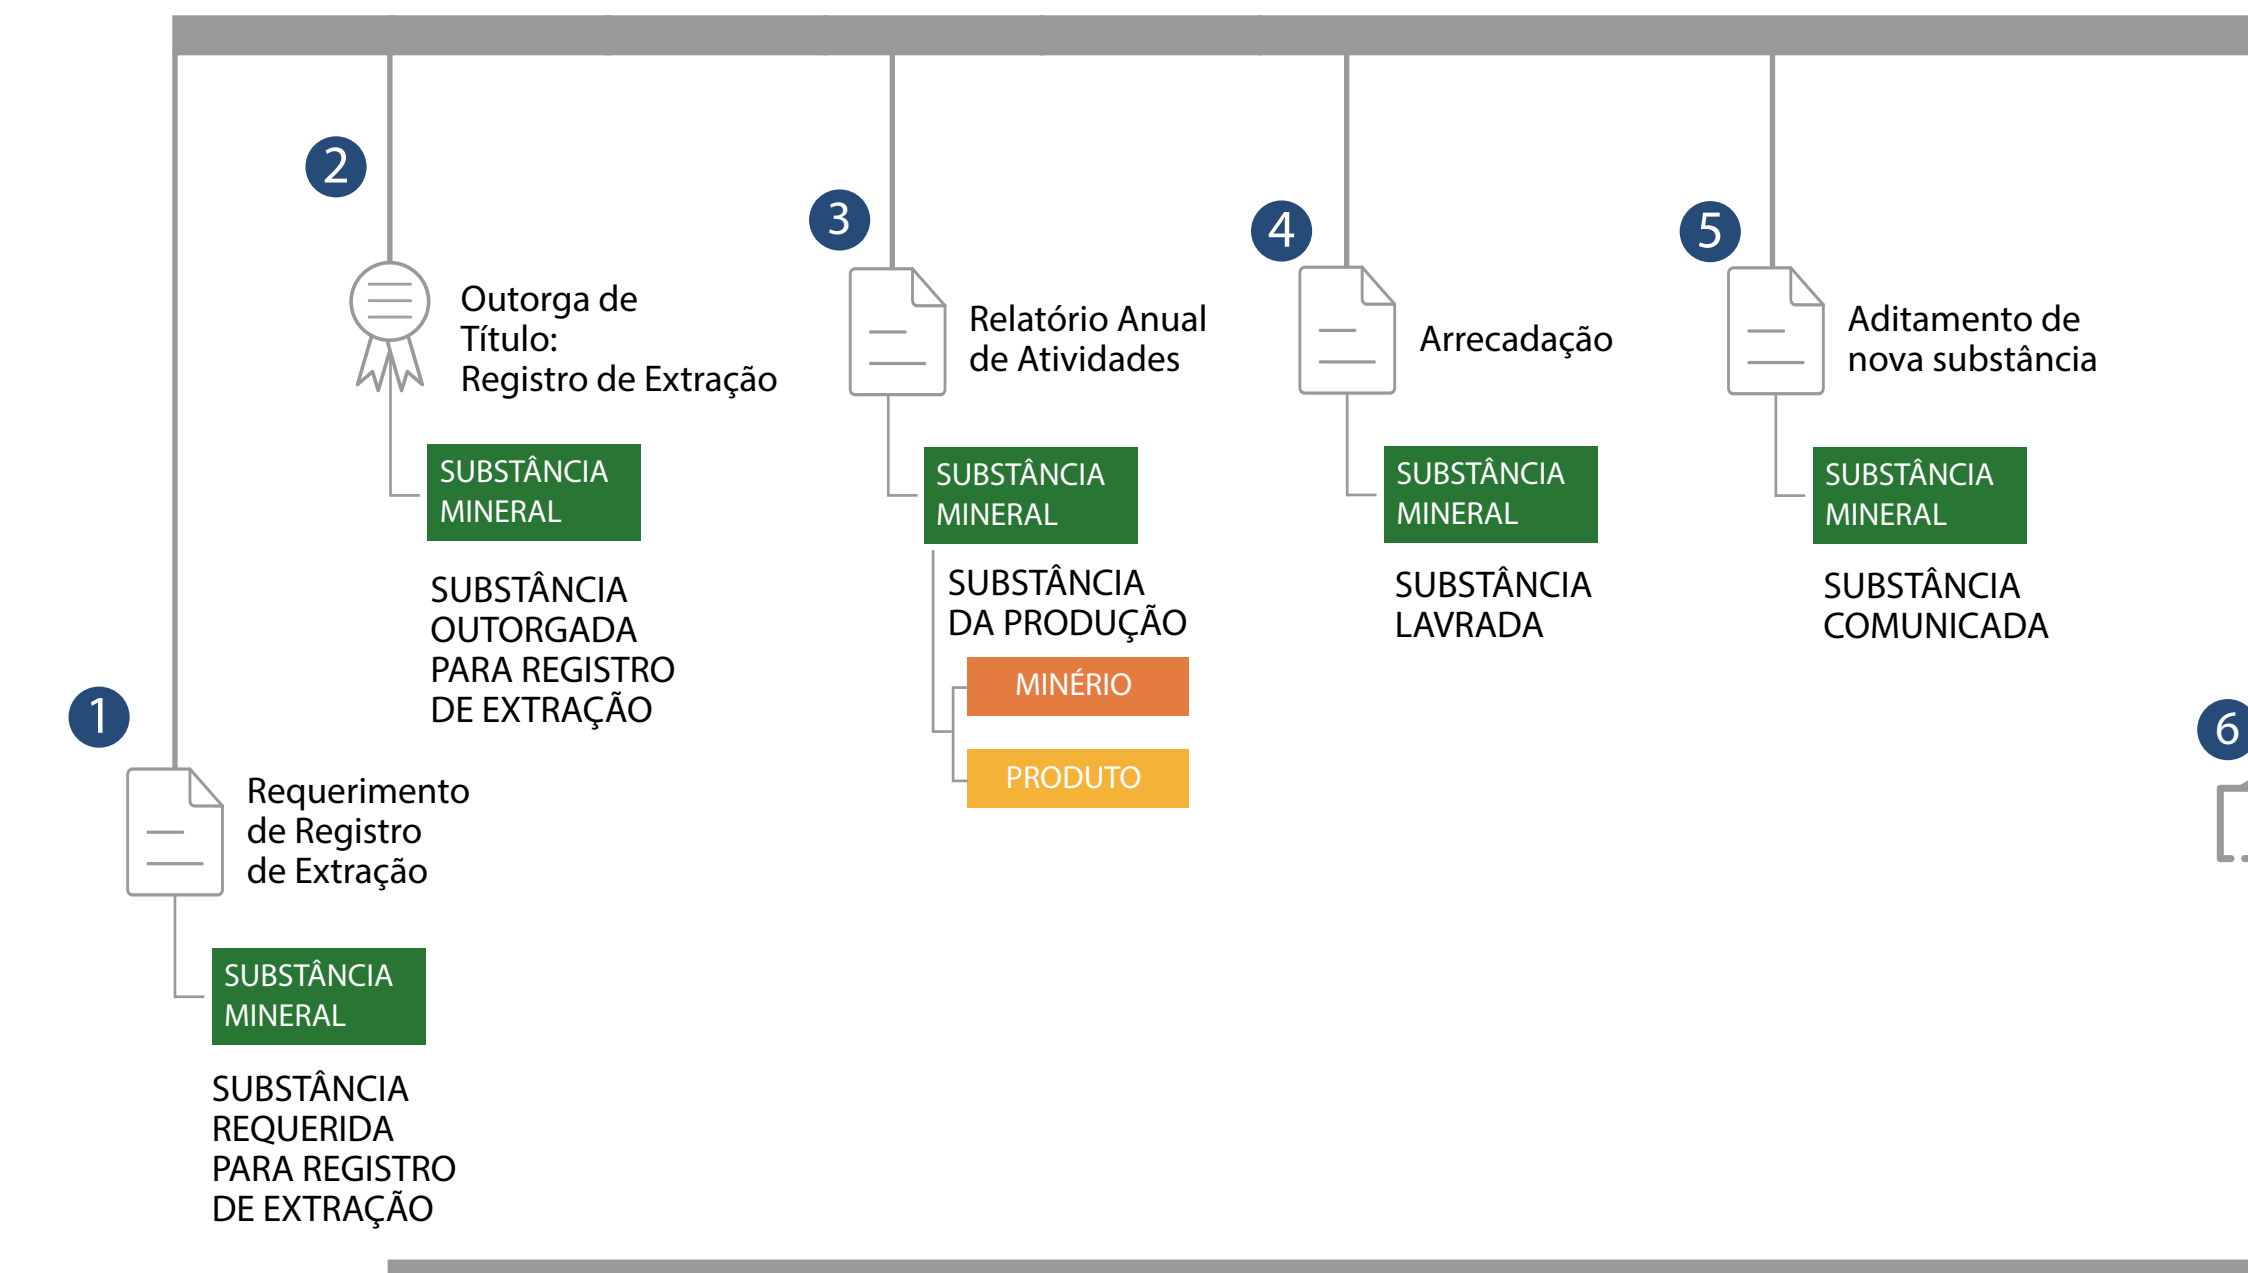 1
Requerimento
de Registro
de Extração
SUBSTÂNCIA
MINERAL
SUBSTÂNCIA
REQUERIDA
PARA REGISTRO
DE EXTRAÇÃO
2
Outorga de
Título:
Registro de Extração
SUBSTÂNCIA
MINERAL
SUBSTÂNCIA
OUTORGADA
PARA REGISTRO
DE EXTRAÇÃO
3
Relatório Anual
de Atividades
SUBSTÂNCIA
MINERAL
SUBSTÂNCIA
DA PRODUÇÃO
MINÉRIO
PRODUTO
4
Arrecadação
SUBSTÂNCIA
MINERAL
SUBSTÂNCIA
LAVRADA
5
Aditamento de
nova substância
SUBSTÂNCIA
MINERAL
SUBSTÂNCIA
COMUNICADA
6